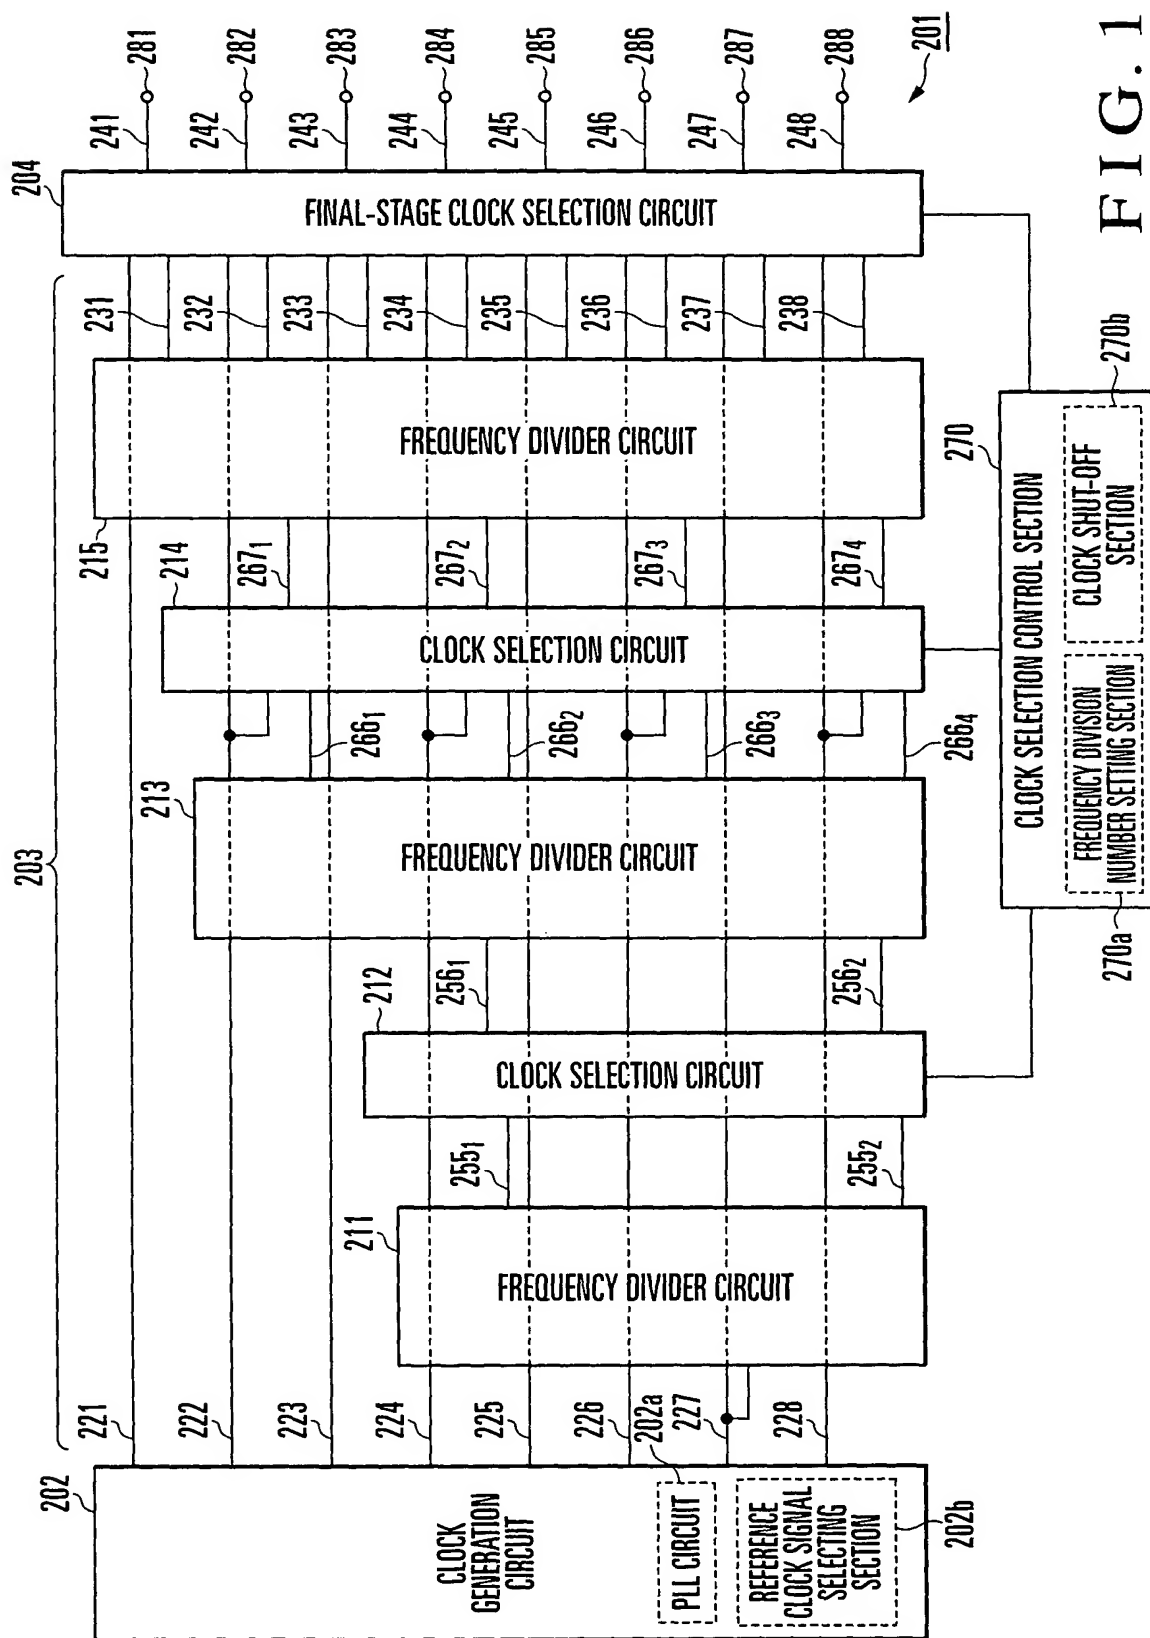 203
202
221
222
223
224
225
226
227
228
202a
202b
CLOCK
GENERATION
CIRCUIT
PLL CIRCUIT
REFERENCE
CLOCK SIGNAL
SELECTING
SECTION
211
FREQUENCY DIVIDER CIRCUIT
255₁
255₂
212
CLOCK SELECTION CIRCUIT
256₁
256₂
213
FREQUENCY DIVIDER CIRCUIT
266₁
266₂
266₃
266₄
214
CLOCK SELECTION CIRCUIT
267₁
267₂
267₃
267₄
215
FREQUENCY DIVIDER CIRCUIT
231
232
233
234
235
236
237
238
204
FINAL-STAGE CLOCK SELECTION CIRCUIT
241
242
243
244
245
246
247
248
281
282
283
284
285
286
287
288
201
270
CLOCK SELECTION CONTROL SECTION
270a
FREQUENCY DIVISION
NUMBER SETTING SECTION
270b
CLOCK SHUT-OFF
SECTION
FIG. 1